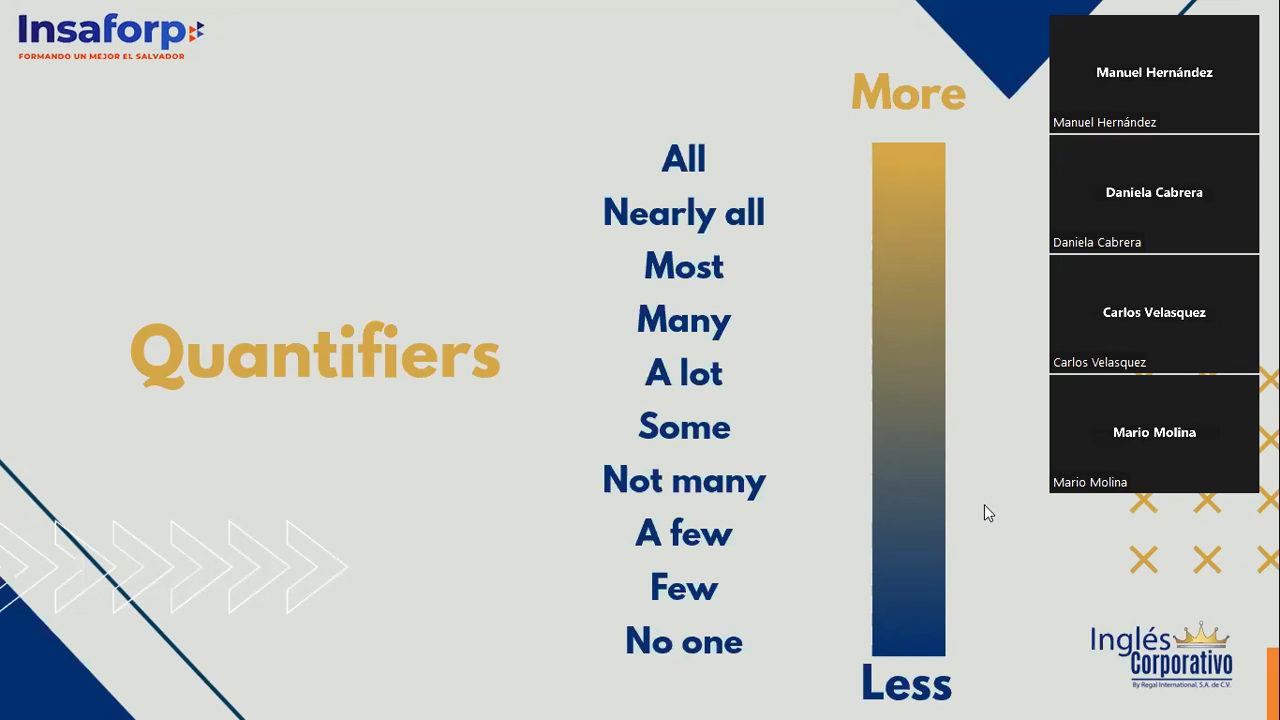 Insaforp
FORMANDO UN MEJOR EL SALVADOR
Quantifiers
More
All
Nearly all
Most
Many
A lot
Some
Not many
A few
Few
No one
Less
Manuel Hernández
Manuel Hernández
Daniela Cabrera
Daniela Cabrera
Carlos Velasquez
Carlos Velasquez
Mario Molina
Mario Molina
Inglés
Corporativo
By Regal International, S.A. de C.V.